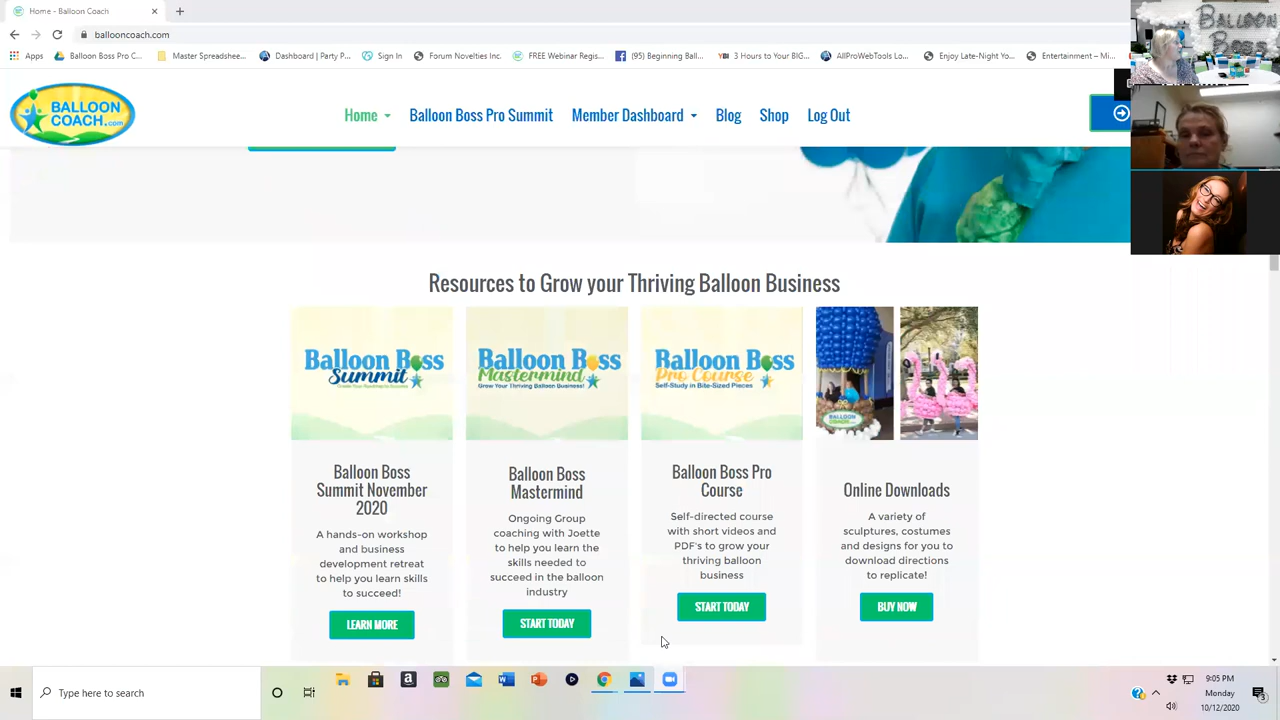 Home - Balloon Coach
ballooncoach.com
Apps
Balloon Boss Pro C...
Master Spreadshee...
Dashboard | Party P...
Sign In
Forum Novelties Inc.
FREE Webinar Regis...
(95) Beginning Ball...
3 Hours to Your BIG...
AllProWebTools Lo...
Enjoy Late-Night Yo...
Entertainment – Mi...
BALLOON
BOSS
BALLOON
COACH.com
Home
Balloon Boss Pro Summit
Member Dashboard
Blog
Shop
Log Out
Resources to Grow your Thriving Balloon Business
Balloon Boss
Summit
Balloon Boss
Mastermind
Grow Your Thriving Balloon Business!
Balloon Boss
Pro Course
Self-Study in Bite-Sized Pieces
BALLOON
COACH
Balloon Boss
Summit November
2020
A hands-on workshop
and business
development retreat
to help you learn skills
to succeed!
LEARN MORE
Balloon Boss
Mastermind
Ongoing Group
coaching with Joette
to help you learn the
skills needed to
succeed in the balloon
industry
START TODAY
Balloon Boss Pro
Course
Self-directed course
with short videos and
PDF's to grow your
thriving balloon
business
START TODAY
Online Downloads
A variety of
sculptures, costumes
and designs for you to
download directions
to replicate!
BUY NOW
Type here to search
9:05 PM
Monday
10/12/2020
3